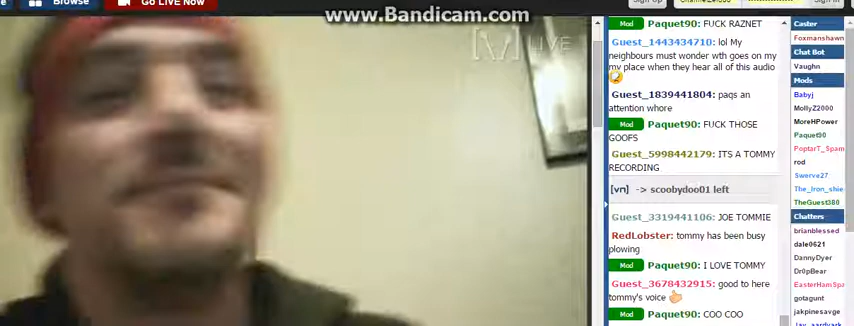 Browse
Go LIVE Now
www.Bandicam.com
[\/] LIVE
Mod Paquet90: FUCK RAZNET
Guest_1443434710: lol My
neighbours must wonder wth goes on my
my place when they hear all of this audio
Guest_1839441804: paqs an
attention whore
Mod Paquet90: FUCK THOSE
GOOFS
Guest_5998442179: ITS A TOMMY
RECORDING
[vn] -> scoobydoo01 left
Guest_3319441106: JOE TOMMIE
RedLobster: tommy has been busy
plowing
Mod Paquet90: I LOVE TOMMY
Guest_3678432915: good to here
tommy's voice
Mod Paquet90: COO COO
Caster
Foxmanshawn
Chat Bot
Vaughn
Mods
Babyj
MollyZ2000
MoreHPower
Paquet90
PoptarT_Spam
rod
Swerve27
The_Iron_shie
TheGuest380
Chatters
brianblessed
dale0621
DannyDyer
Dr0pBear
EasterHamSpa
gotagunt
jakpinesavge